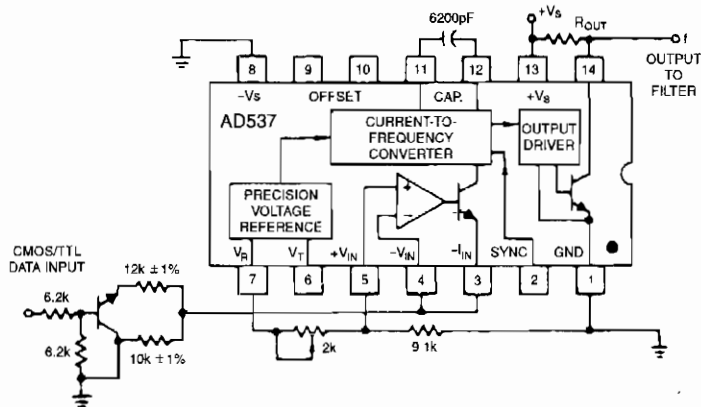 6200pF
+VS
ROUT
f
OUTPUT
TO
FILTER
8
9
10
11
12
13
14
−VS
OFFSET
CAP.
+VS
AD537
CURRENT-TO-
FREQUENCY
CONVERTER
OUTPUT
DRIVER
PRECISION
VOLTAGE
REFERENCE
+
−
VR
VT
+VIN
−VIN
−IIN
SYNC
GND
7
6
5
4
3
2
1
CMOS/TTL
DATA INPUT
12k ±1%
6.2k
6.2k
10k ±1%
2k
9 1k